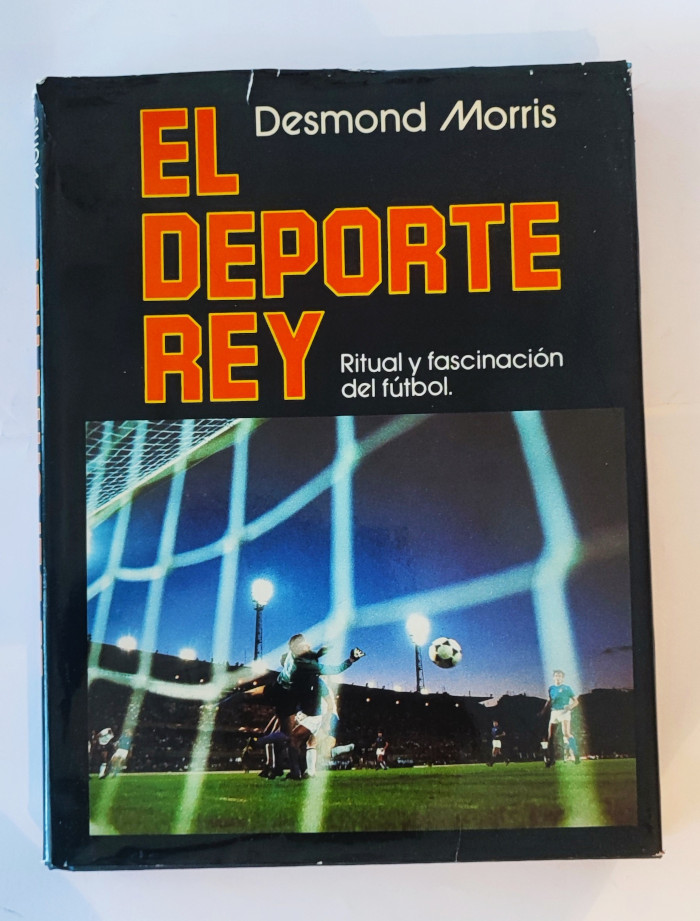 Desmond Morris
EL
DEPORTE
REY
Ritual y fascinación
del fútbol.